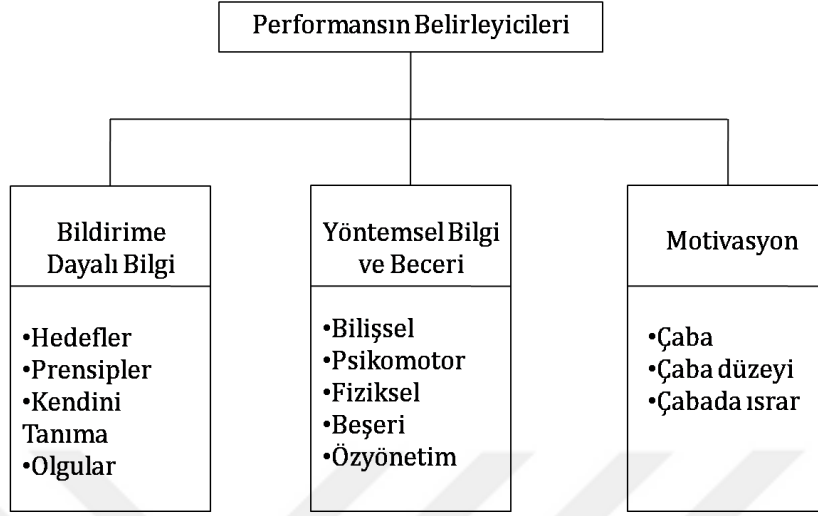 Performansın Belirleyicileri
Bildirime
Dayalı Bilgi
•Hedefler
•Prensipler
•Kendini
Tanıma
•Olgular
Yöntemsel Bilgi
ve Beceri
•Bilişsel
•Psikomotor
•Fiziksel
•Beşeri
•Özyönetim
Motivasyon
•Çaba
•Çaba düzeyi
•Çabada ısrar